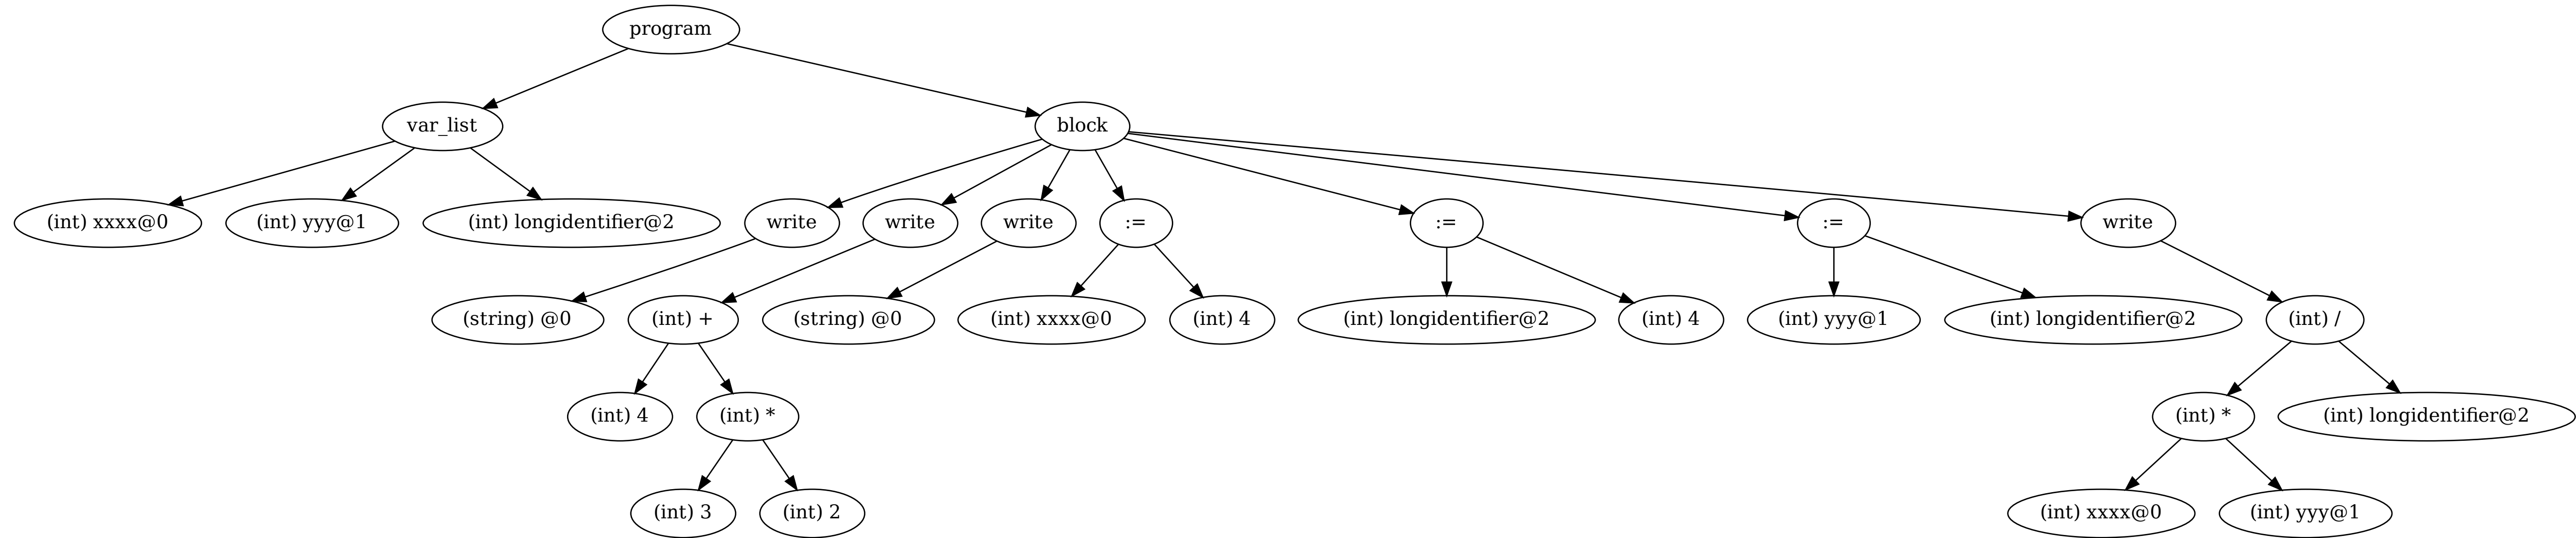 program
var_list
block
(int) xxxx@0
(int) yyy@1
(int) longidentifier@2
write
write
write
:=
:=
:=
write
(string) @0
(int) +
(string) @0
(int) xxxx@0
(int) 4
(int) longidentifier@2
(int) 4
(int) yyy@1
(int) longidentifier@2
(int) /
(int) 4
(int) *
(int) *
(int) longidentifier@2
(int) 3
(int) 2
(int) xxxx@0
(int) yyy@1